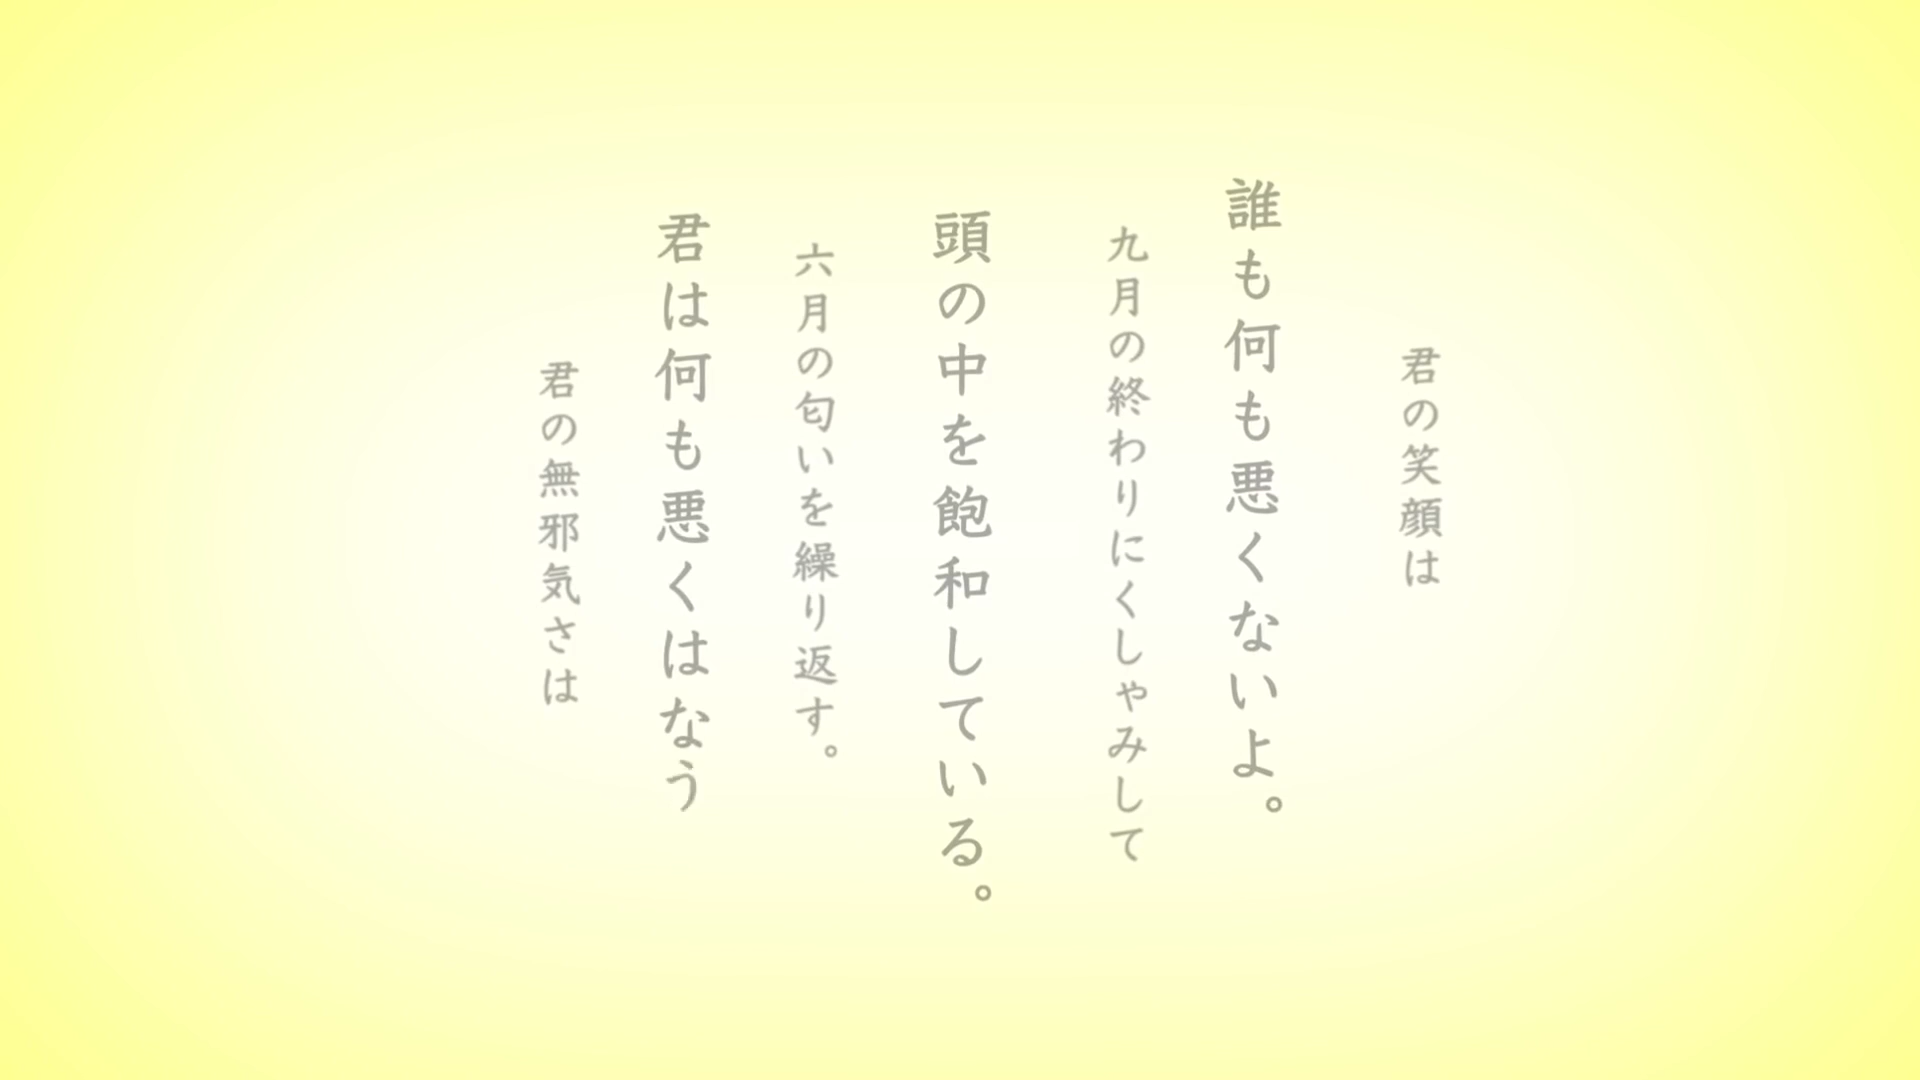 君の笑顔は
誰も何も悪くないよ。
九月の終わりにくしゃみして
頭の中を飽和している。
六月の匂いを繰り返す。
君は何も悪くはなう
君の無邪気さは